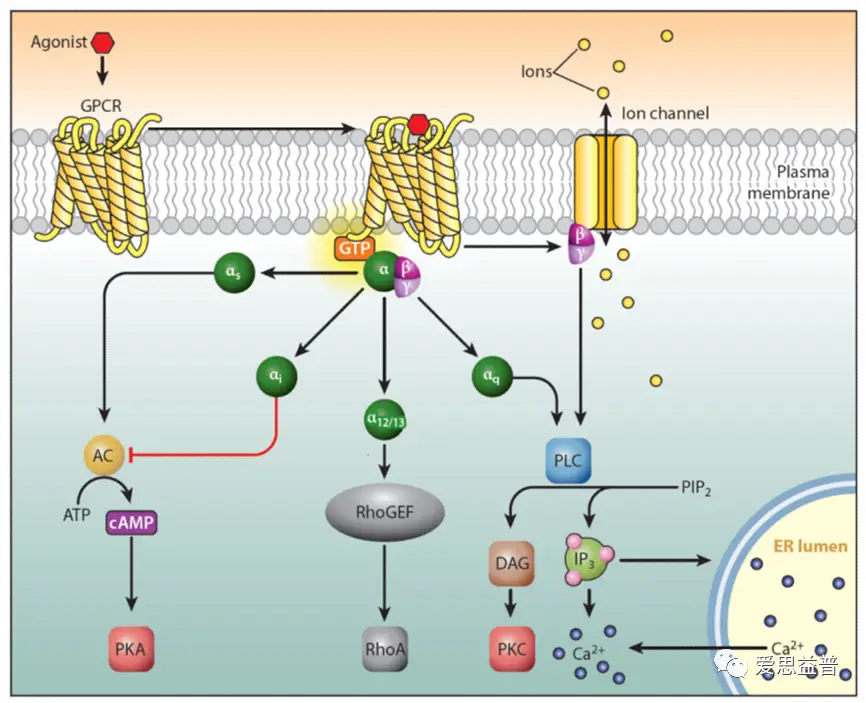 Agonist
GPCR
Ions
Ion channel
Plasma
membrane
GTP
α
β
γ
β
γ
αs
αi
αq
α12/13
AC
ATP
cAMP
PLC
PIP2
RhoGEF
DAG
IP3
ER lumen
PKA
RhoA
PKC
Ca2+
Ca2+
爱思益普